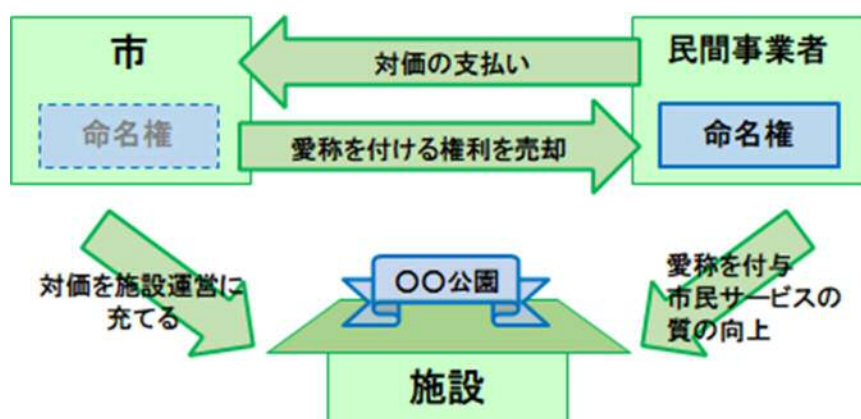 市
民間事業者
対価の支払い
命名権
命名権
愛称を付ける権利を売却
対価を施設運営に
充てる
〇〇公園
愛称を付与
市民サービスの
質の向上
施設